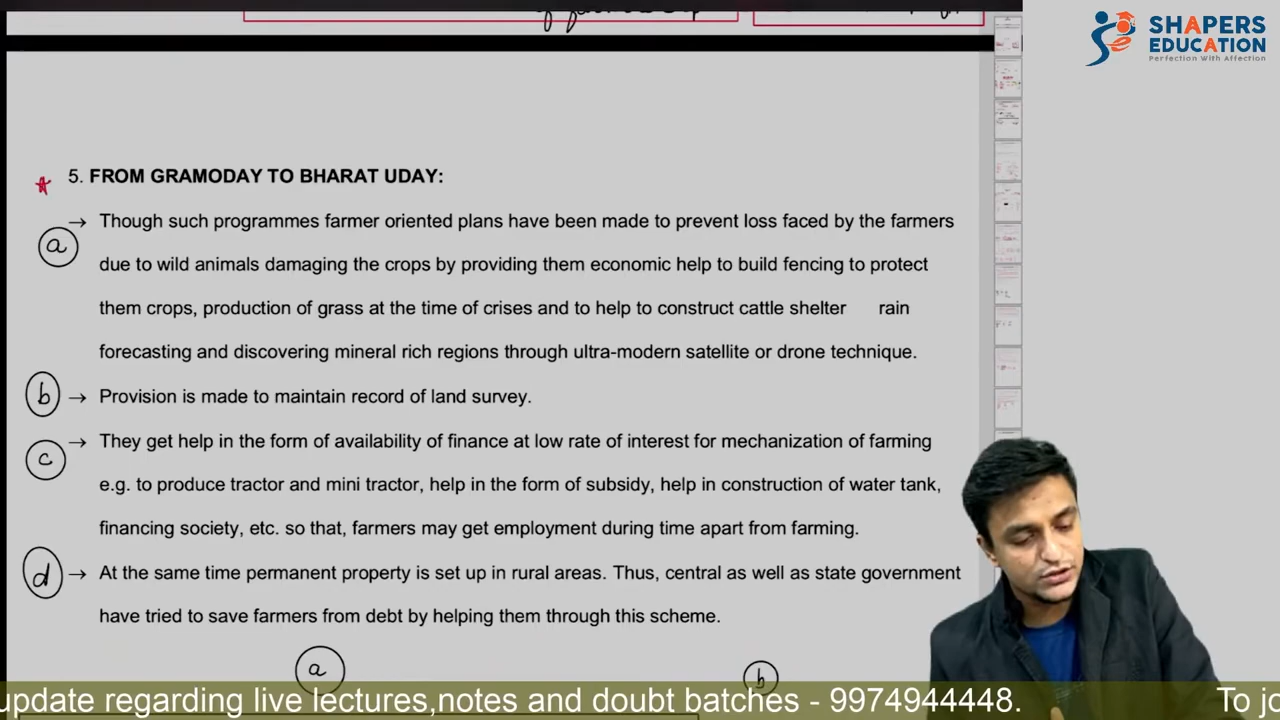 SHAPERS
EDUCATION
Perfection With Affection
5. FROM GRAMODAY TO BHARAT UDAY:
a → Though such programmes farmer oriented plans have been made to prevent loss faced by the farmers
due to wild animals damaging the crops by providing them economic help to build fencing to protect
them crops, production of grass at the time of crises and to help to construct cattle shelter rain
forecasting and discovering mineral rich regions through ultra-modern satellite or drone technique.
b → Provision is made to maintain record of land survey.
c → They get help in the form of availability of finance at low rate of interest for mechanization of farming
e.g. to produce tractor and mini tractor, help in the form of subsidy, help in construction of water tank,
financing society, etc. so that, farmers may get employment during time apart from farming.
d → At the same time permanent property is set up in rural areas. Thus, central as well as state government
have tried to save farmers from debt by helping them through this scheme.
a b
update regarding live lectures,notes and doubt batches - 9974944448. To jo